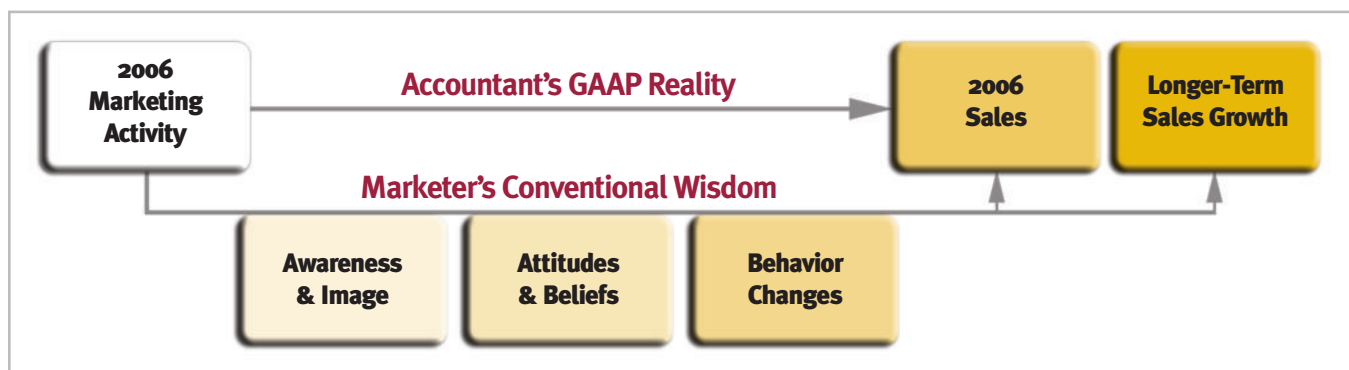 2006
Marketing
Activity
Accountant's GAAP Reality
2006
Sales
Longer-Term
Sales Growth
Marketer's Conventional Wisdom
Awareness
& Image
Attitudes
& Beliefs
Behavior
Changes